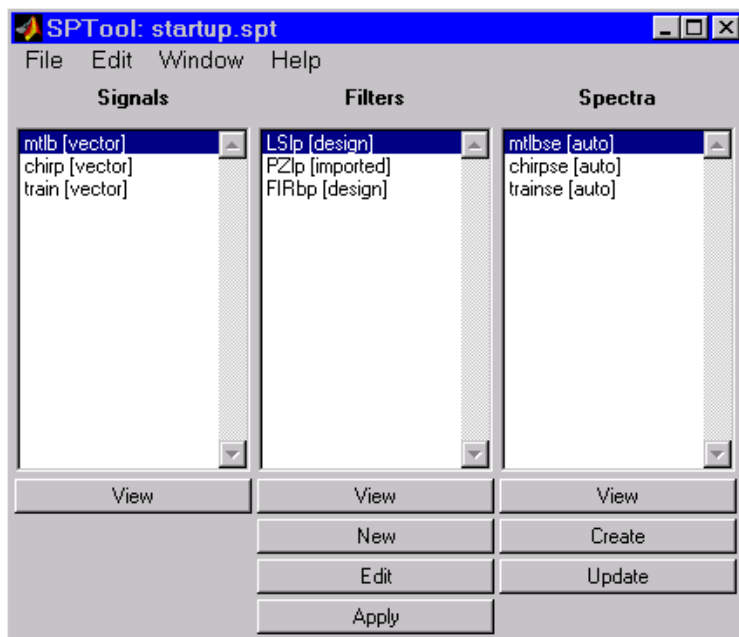 SPTool: startup.spt
File Edit Window Help
Signals Filters Spectra
mtlb [vector]
chirp [vector]
train [vector]
LSlp [design]
PZlp [imported]
FIRbp [design]
mtlbse [auto]
chirpse [auto]
trainse [auto]
View View View
New Create
Edit Update
Apply